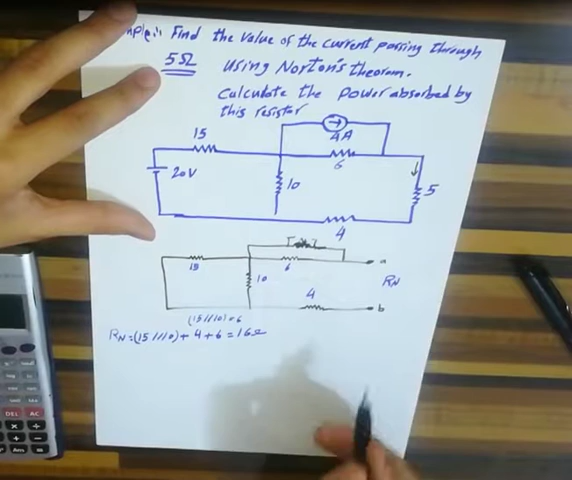 Find the value of the current passing through
5Ω using Norton's theorem.
Calculate the power absorbed by
this resistor
4A
15
6
20V
10
5
4
a
15
6
10
RN
4
b
(15//10)=6
RN=(15//10)+4+6=16Ω
DEL AC